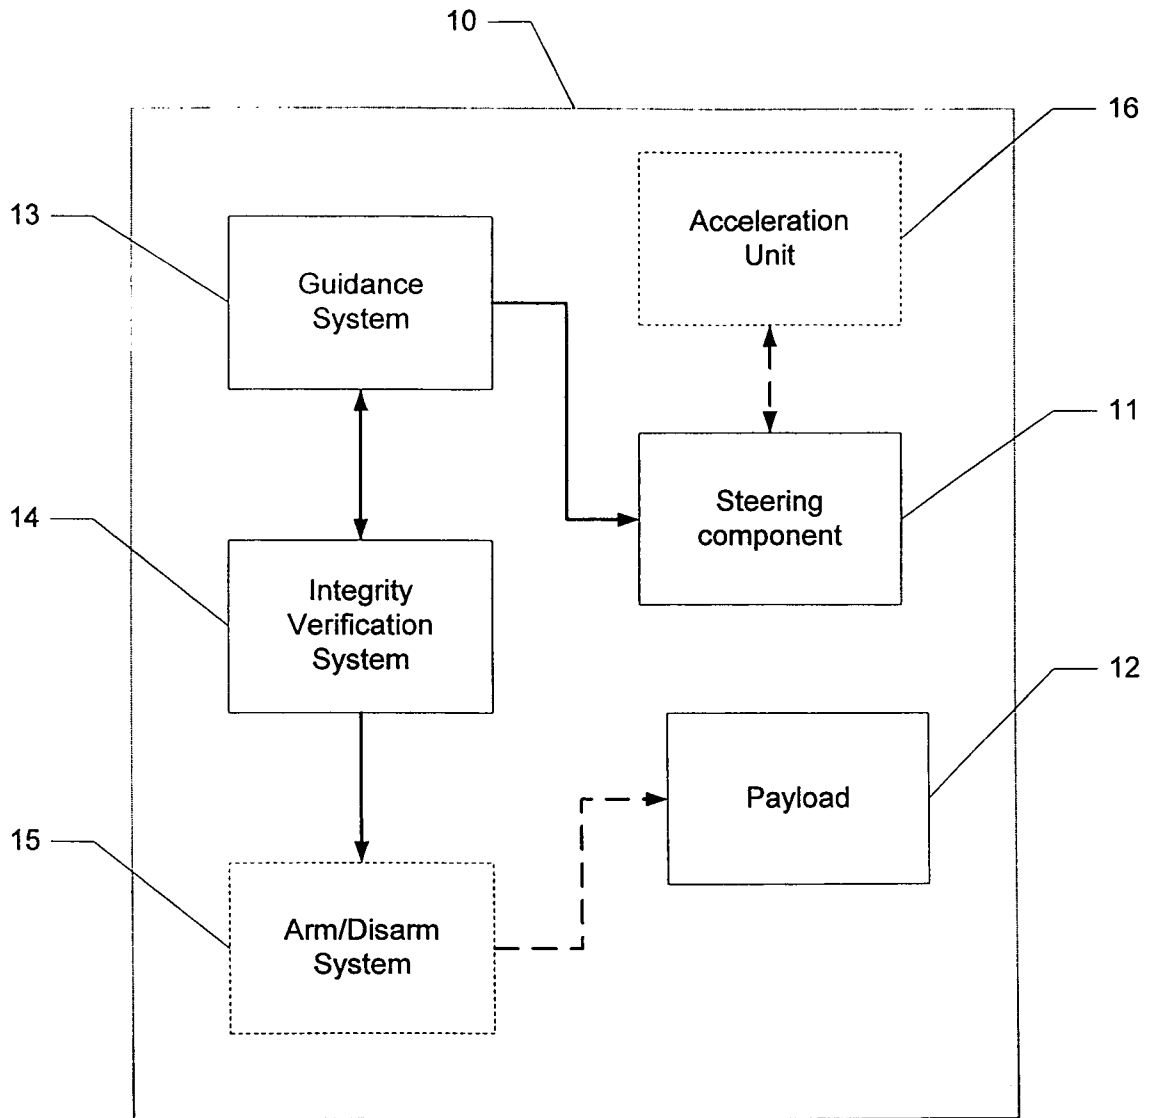 10
16
Acceleration
Unit
13
Guidance
System
11
Steering
component
14
Integrity
Verification
System
12
Payload
15
Arm/Disarm
System